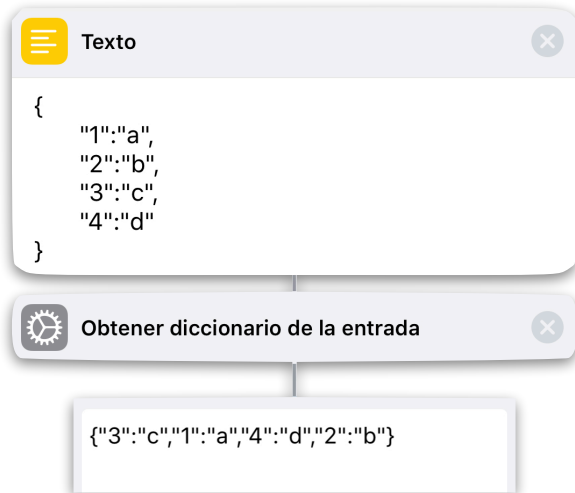 Texto
{
"1":"a",
"2":"b",
"3":"c",
"4":"d"
}
Obtener diccionario de la entrada
{"3":"c","1":"a","4":"d","2":"b"}